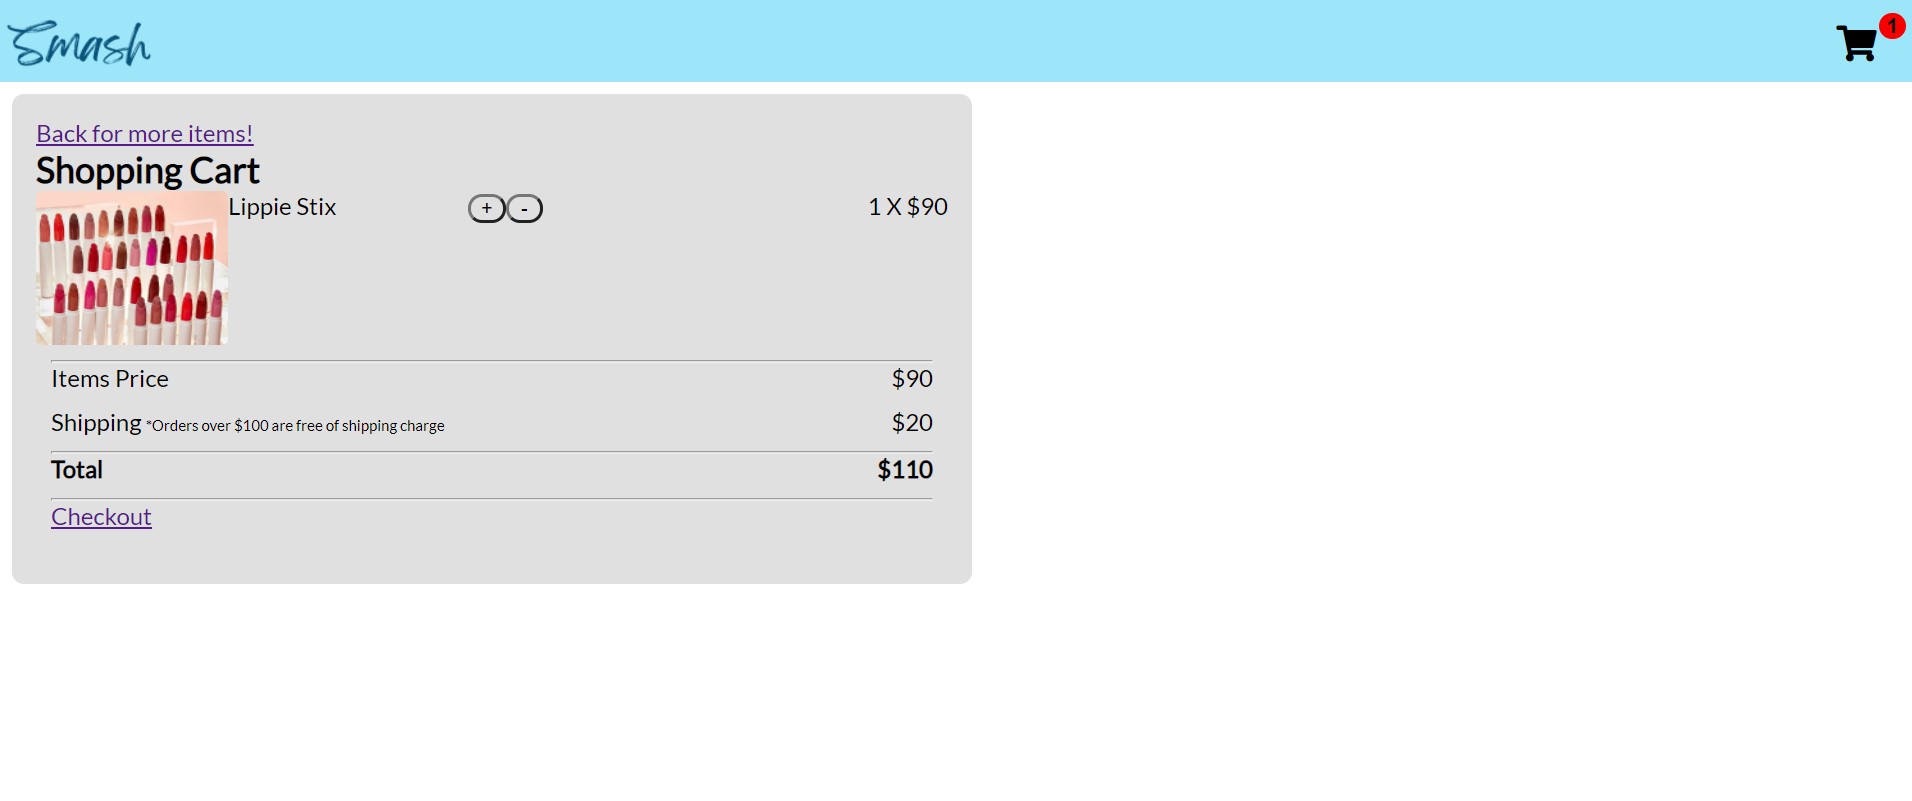 Smash
1
Back for more items!
Shopping Cart
Lippie Stix + - 1 X $90
Items Price $90
Shipping *Orders over $100 are free of shipping charge $20
Total $110
Checkout